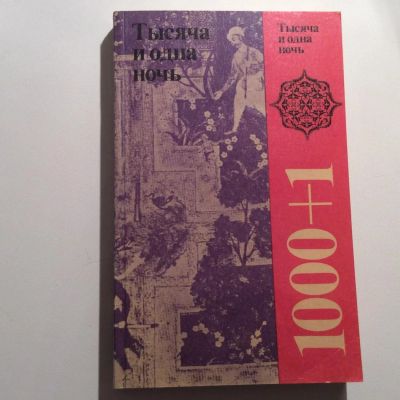 Тысяча
и одна
ночь
Тысяча
и одна
ночь
1000+1